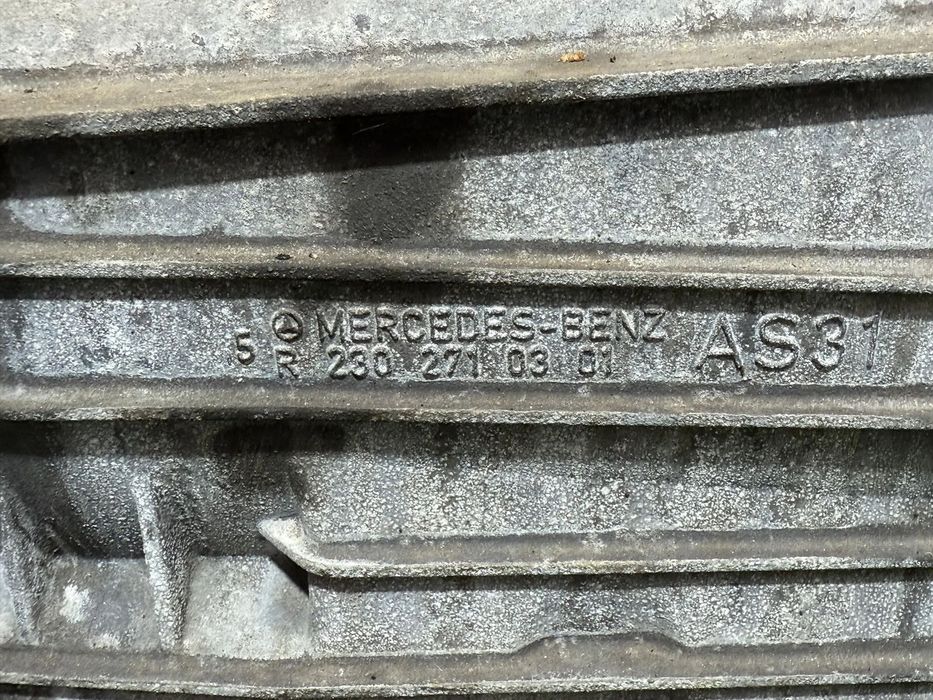 MERCEDES-BENZ
5 R 230 271 03 01 AS31